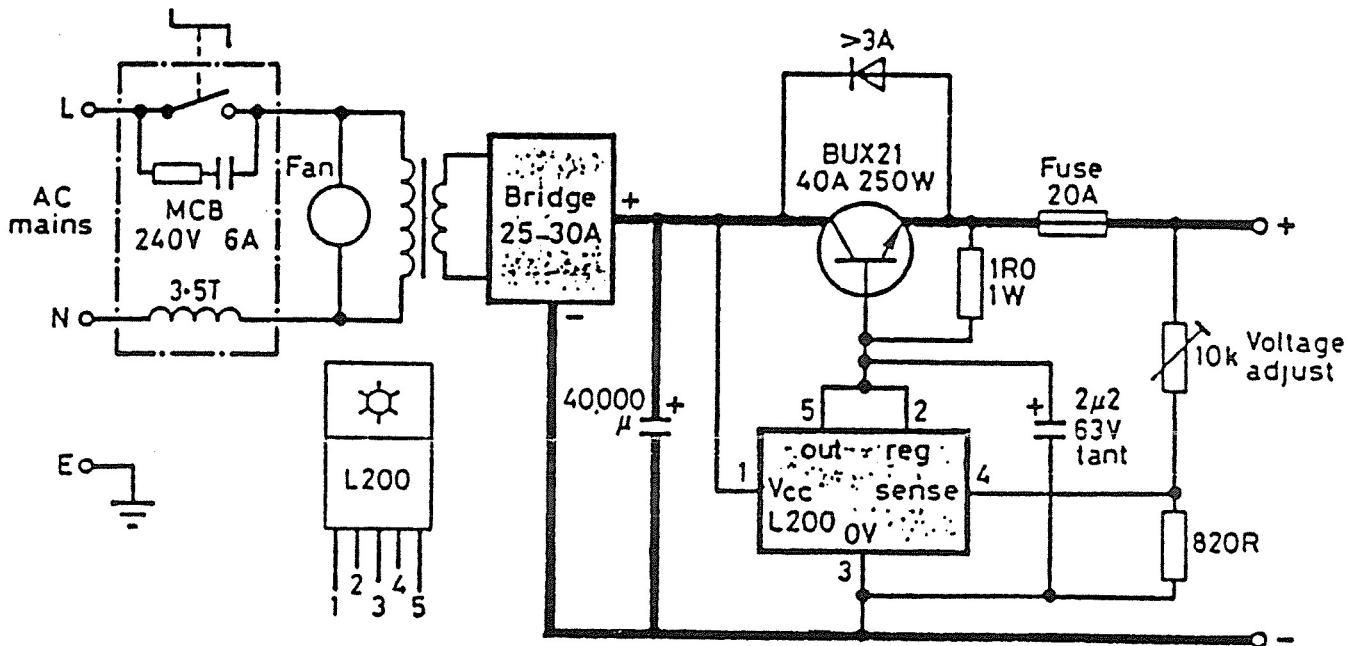 >3A
L
Fan
BUX21
40A 250W
Fuse
20A
AC
mains
MCB
240V 6A
Bridge
25-30A
+
-
+
1R0
1W
N
3·5T
10k
Voltage
adjust
40,000
μ
+
5
2
+
2μ2
63V
tant
out
reg
1
Vcc
sense
4
L200
0V
3
820R
E
L200
1
2
3
4
5
-